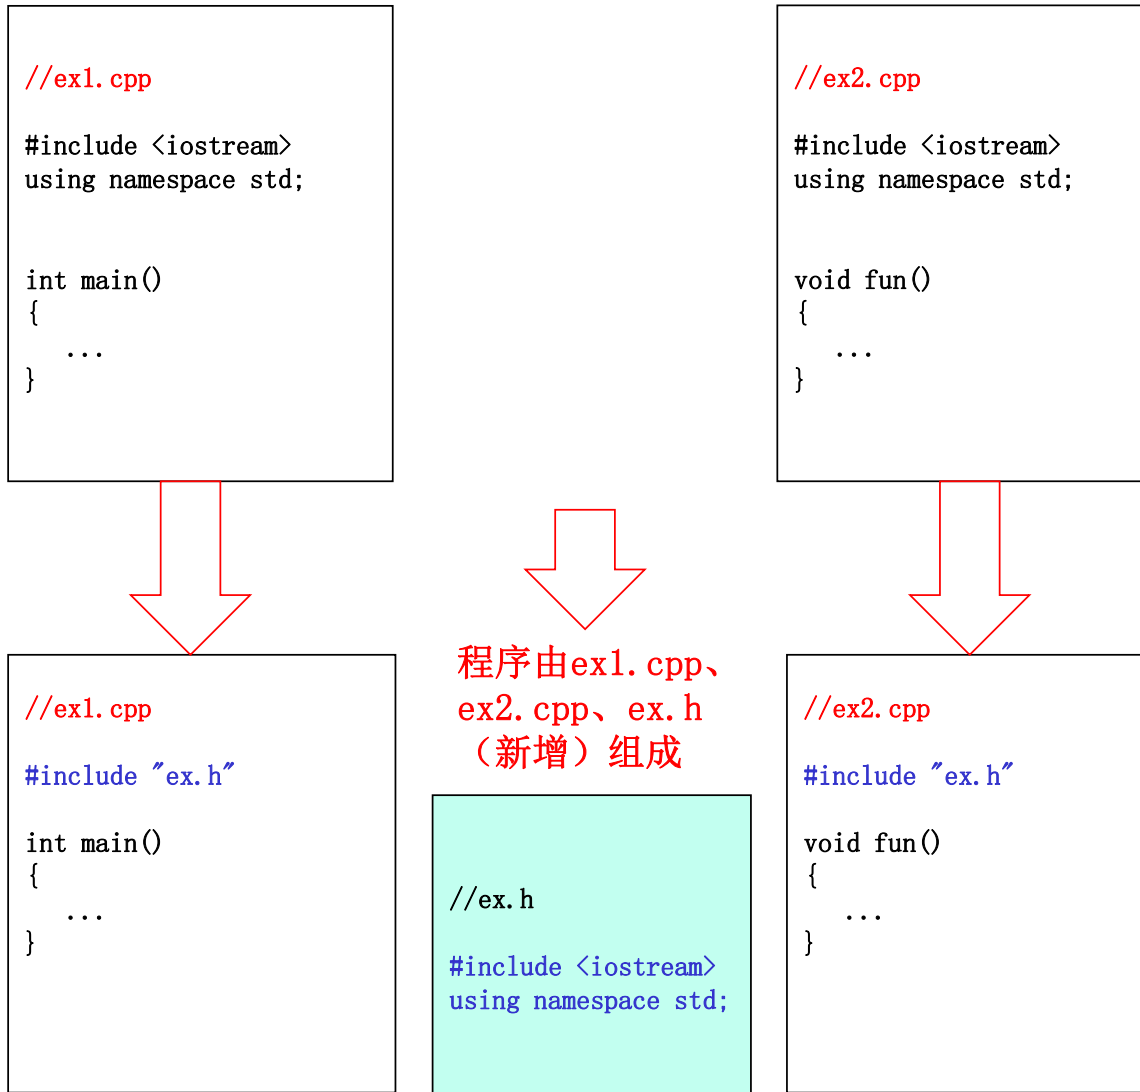 //ex1.cpp
#include <iostream>
using namespace std;
int main()
{
...
}
//ex2.cpp
#include <iostream>
using namespace std;
void fun()
{
...
}
//ex1.cpp
#include "ex.h"
int main()
{
...
}
程序由ex1.cpp、
ex2.cpp、ex.h
（新增）组成
//ex.h
#include <iostream>
using namespace std;
//ex2.cpp
#include "ex.h"
void fun()
{
...
}